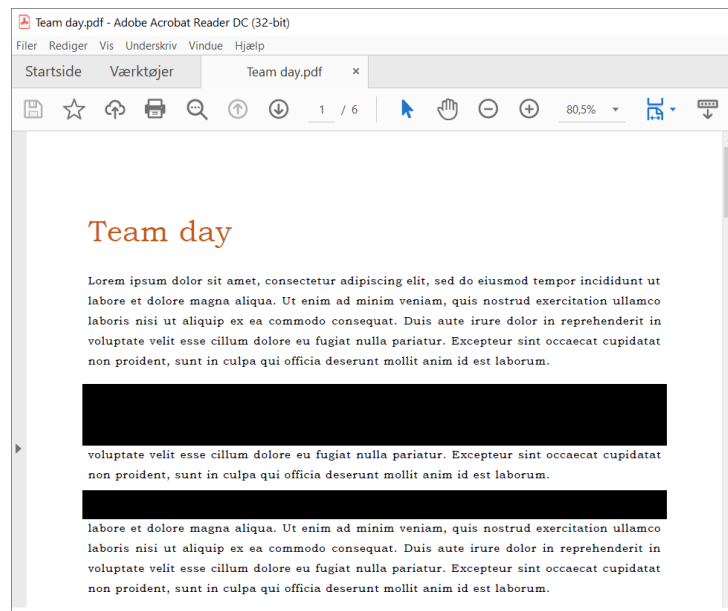 Team day.pdf - Adobe Acrobat Reader DC (32-bit)
Filer Rediger Vis Underskriv Vindue Hjælp
Startside Værktøjer Team day.pdf ×
1 / 6 80,5%
Team day
Lorem ipsum dolor sit amet, consectetur adipiscing elit, sed do eiusmod tempor incididunt ut
labore et dolore magna aliqua. Ut enim ad minim veniam, quis nostrud exercitation ullamco
laboris nisi ut aliquip ex ea commodo consequat. Duis aute irure dolor in reprehenderit in
voluptate velit esse cillum dolore eu fugiat nulla pariatur. Excepteur sint occaecat cupidatat
non proident, sunt in culpa qui officia deserunt mollit anim id est laborum.
voluptate velit esse cillum dolore eu fugiat nulla pariatur. Excepteur sint occaecat cupidatat
non proident, sunt in culpa qui officia deserunt mollit anim id est laborum.
labore et dolore magna aliqua. Ut enim ad minim veniam, quis nostrud exercitation ullamco
laboris nisi ut aliquip ex ea commodo consequat. Duis aute irure dolor in reprehenderit in
voluptate velit esse cillum dolore eu fugiat nulla pariatur. Excepteur sint occaecat cupidatat
non proident, sunt in culpa qui officia deserunt mollit anim id est laborum.